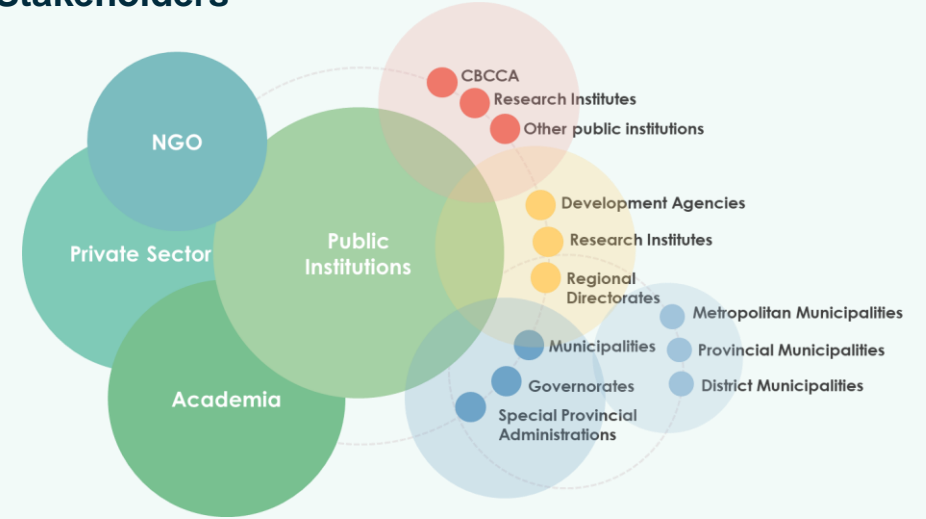 Stakeholders
NGO
Private Sector
Public
Institutions
Academia
CBCCA
Research Institutes
Other public institutions
Development Agencies
Research Institutes
Regional
Directorates
Municipalities
Governorates
Special Provincial
Administrations
Metropolitan Municipalities
Provincial Municipalities
District Municipalities